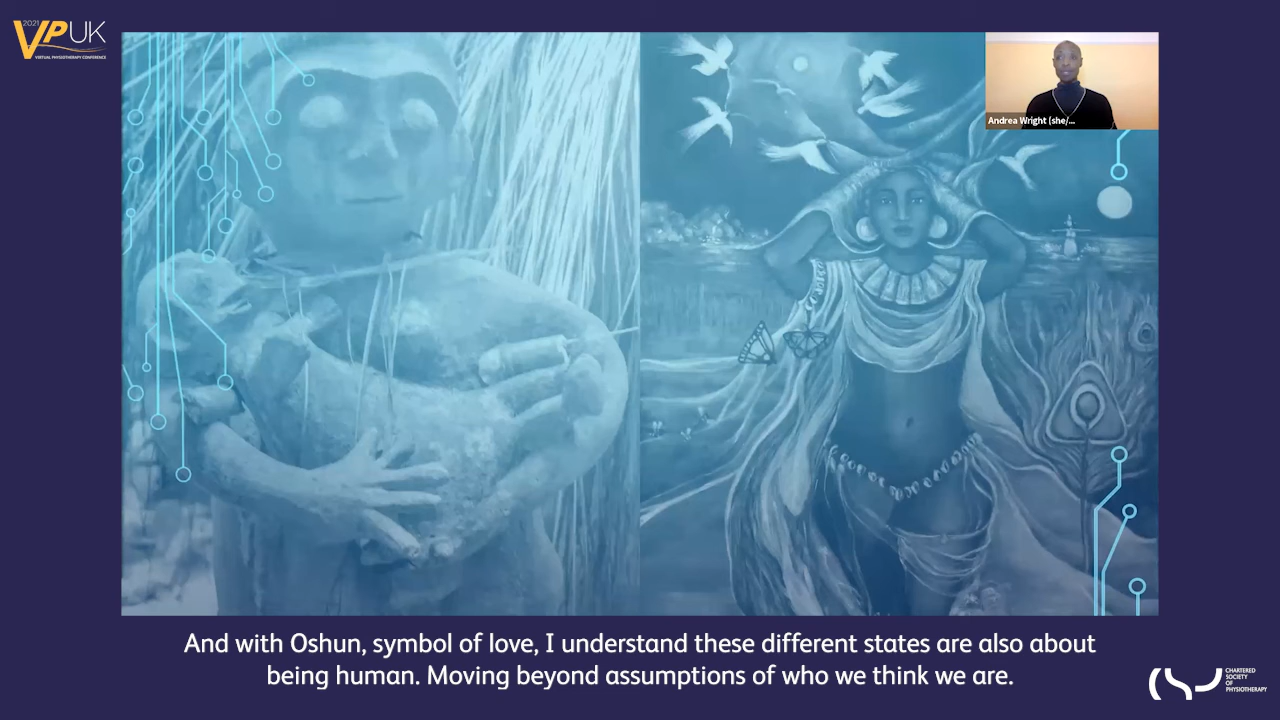 2021
VPUK
VIRTUAL PHYSIOTHERAPY CONFERENCE
Andrea Wright (she/...
And with Oshun, symbol of love, I understand these different states are also about
being human. Moving beyond assumptions of who we think we are.
CHARTERED
SOCIETY
OF
PHYSIOTHERAPY